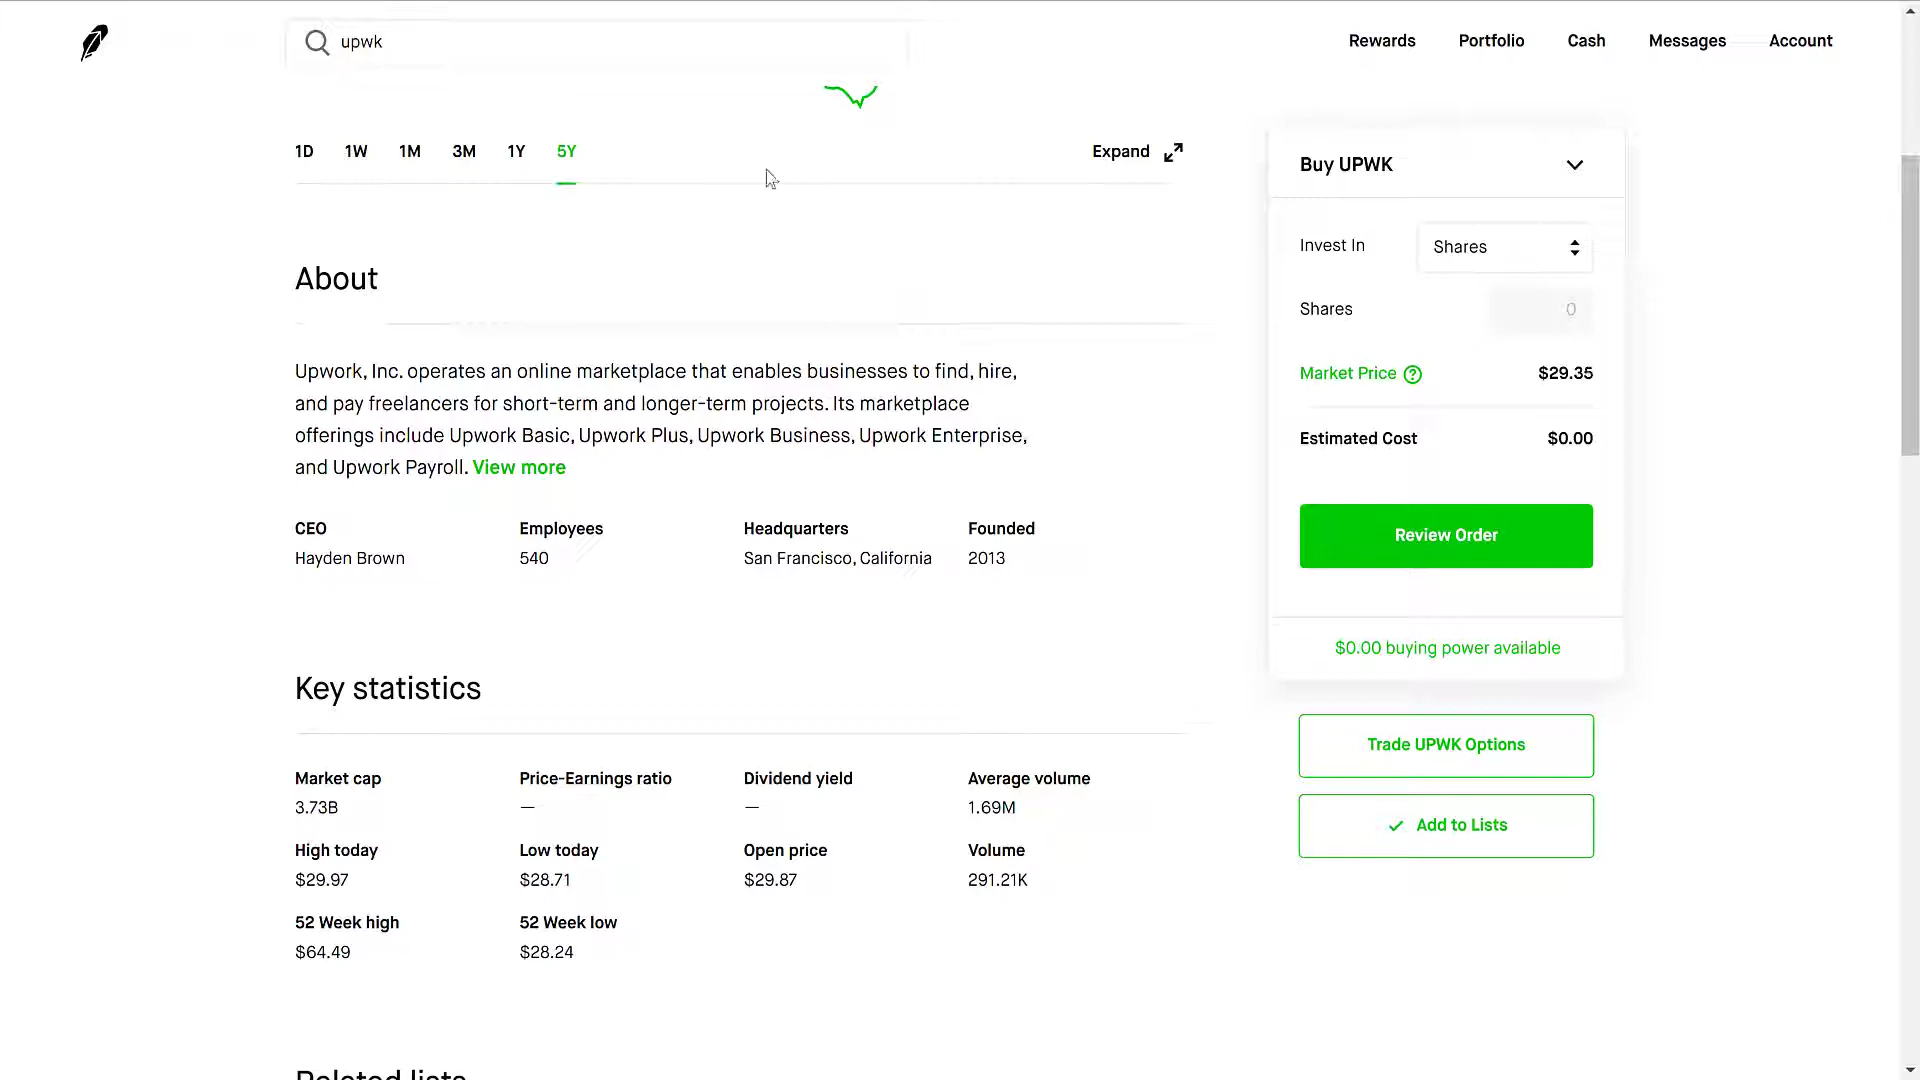 upwk
Rewards
Portfolio
Cash
Messages
Account
1D
1W
1M
3M
1Y
5Y
Expand
About
Upwork, Inc. operates an online marketplace that enables businesses to find, hire,
and pay freelancers for short-term and longer-term projects. Its marketplace
offerings include Upwork Basic, Upwork Plus, Upwork Business, Upwork Enterprise,
and Upwork Payroll. View more
CEO
Hayden Brown
Employees
540
Headquarters
San Francisco, California
Founded
2013
Key statistics
Market cap
3.73B
Price-Earnings ratio
—
Dividend yield
—
Average volume
1.69M
High today
$29.97
Low today
$28.71
Open price
$29.87
Volume
291.21K
52 Week high
$64.49
52 Week low
$28.24
Related lists
Buy UPWK
Invest In
Shares
Shares
0
Market Price ?
$29.35
Estimated Cost
$0.00
Review Order
$0.00 buying power available
Trade UPWK Options
Add to Lists